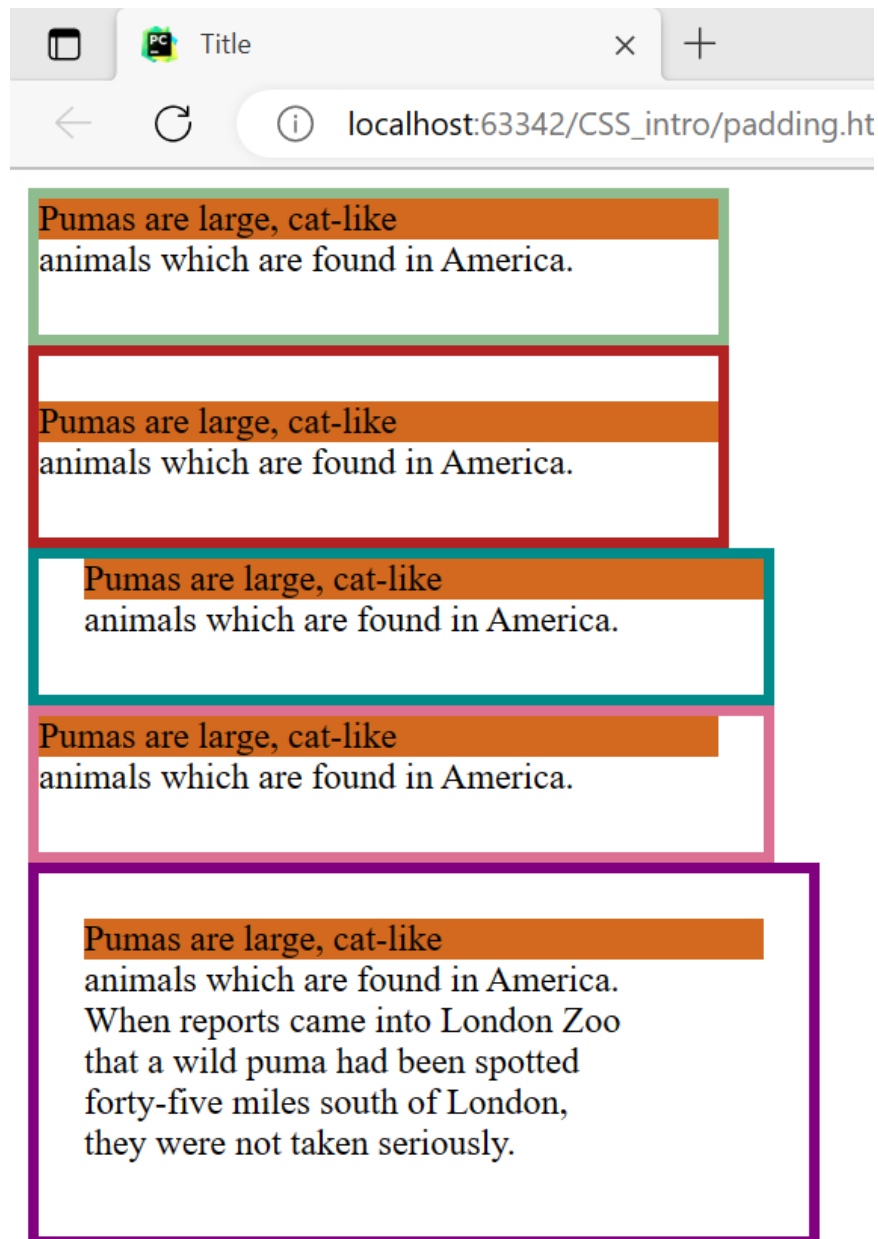 PC
Title
localhost:63342/CSS_intro/padding.ht
Pumas are large, cat-like
animals which are found in America.
Pumas are large, cat-like
animals which are found in America.
Pumas are large, cat-like
animals which are found in America.
Pumas are large, cat-like
animals which are found in America.
Pumas are large, cat-like
animals which are found in America.
When reports came into London Zoo
that a wild puma had been spotted
forty-five miles south of London,
they were not taken seriously.